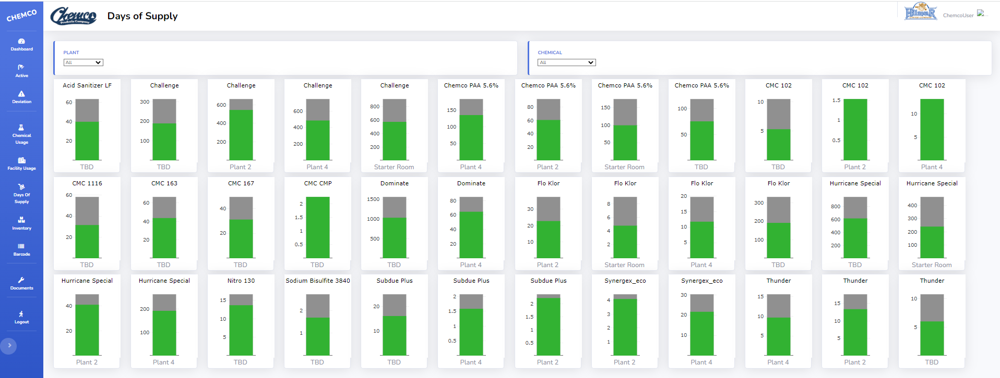 CHEMCO
Chemco
Products Company
Days of Supply
Hilmar
CHEESE COMPANY
ChemcoUser
Dashboard
Active
Deviation
Chemical
Usage
Facility Usage
Days Of
Supply
Inventory
Barcode
Documents
Logout
PLANT
All
CHEMICAL
All
Acid Sanitizer LF
60
40
20
TBD
Challenge
300
200
100
TBD
Challenge
600
400
200
Plant 2
Challenge
600
400
200
Plant 4
Challenge
800
600
400
200
Starter Room
Chemco PAA 5.6%
150
100
50
Plant 4
Chemco PAA 5.6%
80
60
40
20
Plant 2
Chemco PAA 5.6%
150
100
50
Starter Room
Chemco PAA 5.6%
100
50
TBD
CMC 102
10
5
TBD
CMC 102
1.5
1
0.5
Plant 2
CMC 102
10
5
Plant 4
CMC 1116
60
40
20
TBD
CMC 163
60
40
20
TBD
CMC 167
40
20
TBD
CMC CMP
2
1.5
1
0.5
TBD
Dominate
1500
1000
500
TBD
Dominate
80
60
40
20
Plant 4
Flo Klor
30
20
10
Plant 2
Flo Klor
8
6
4
2
Starter Room
Flo Klor
20
15
10
5
Plant 4
Flo Klor
300
200
100
TBD
Hurricane Special
800
600
400
200
TBD
Hurricane Special
400
300
200
100
Starter Room
Hurricane Special
40
20
Plant 2
Hurricane Special
200
100
Plant 4
Nitro 130
15
10
5
TBD
Sodium Bisulfite 3840
2
1
TBD
Subdue Plus
20
10
TBD
Subdue Plus
2
1.5
1
0.5
Plant 4
Subdue Plus
2
1.5
1
0.5
Plant 2
Synergex_eco
4
3
2
1
Plant 2
Synergex_eco
30
20
10
Plant 4
Thunder
15
10
5
Plant 4
Thunder
15
10
5
Plant 2
Thunder
10
5
TBD